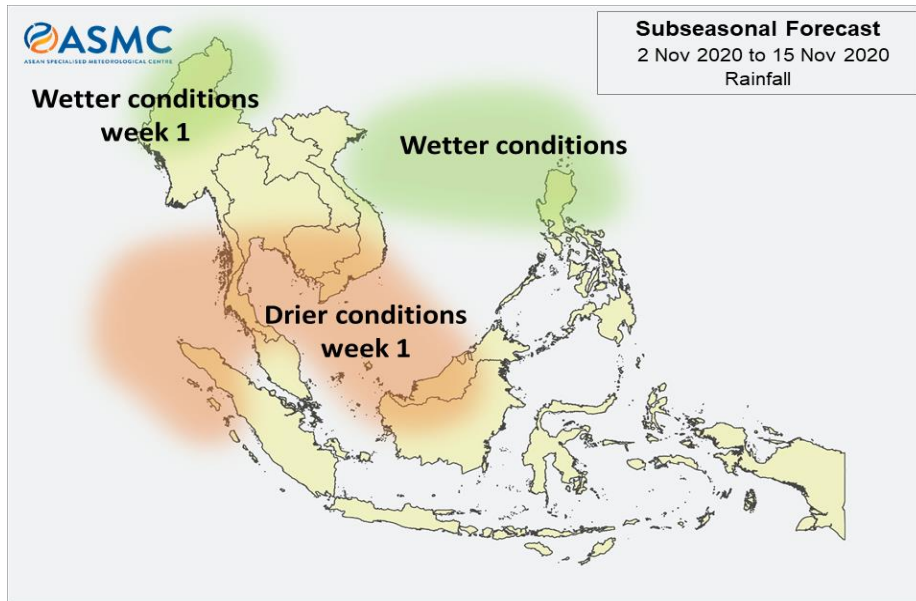 ASMC
ASEAN SPECIALISED METEOROLOGICAL CENTRE
Subseasonal Forecast
2 Nov 2020 to 15 Nov 2020
Rainfall
Wetter conditions
week 1
Wetter conditions
Drier conditions
week 1